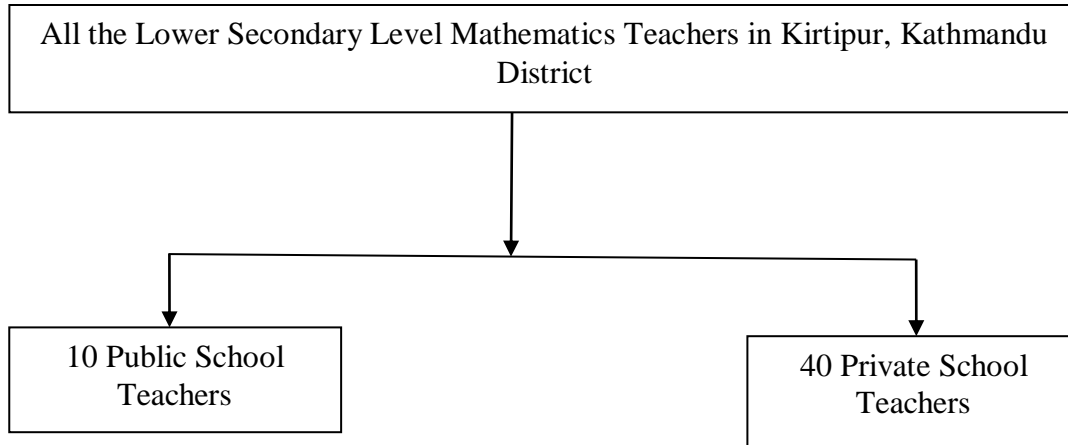 All the Lower Secondary Level Mathematics Teachers in Kirtipur, Kathmandu
District
10 Public School
Teachers
40 Private School
Teachers